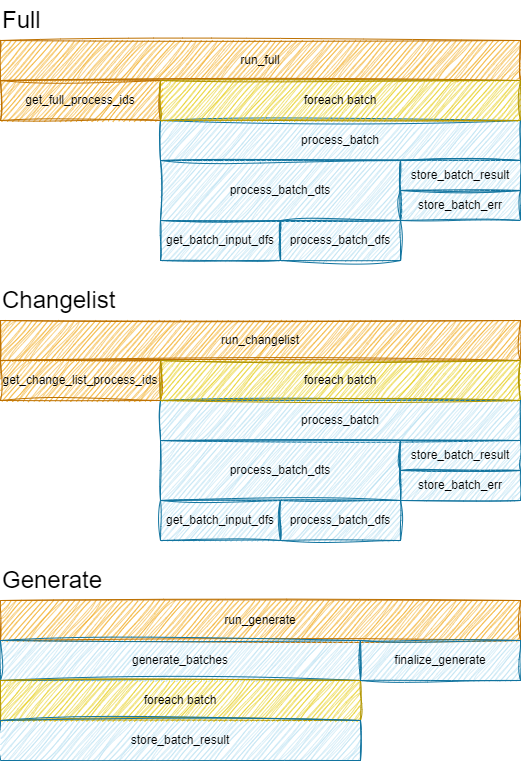 Full
run_full
get_full_process_ids
foreach batch
process_batch
process_batch_dts
store_batch_result
store_batch_err
get_batch_input_dfs
process_batch_dfs
Changelist
run_changelist
get_change_list_process_ids
foreach batch
process_batch
process_batch_dts
store_batch_result
store_batch_err
get_batch_input_dfs
process_batch_dfs
Generate
run_generate
generate_batches
finalize_generate
foreach batch
store_batch_result